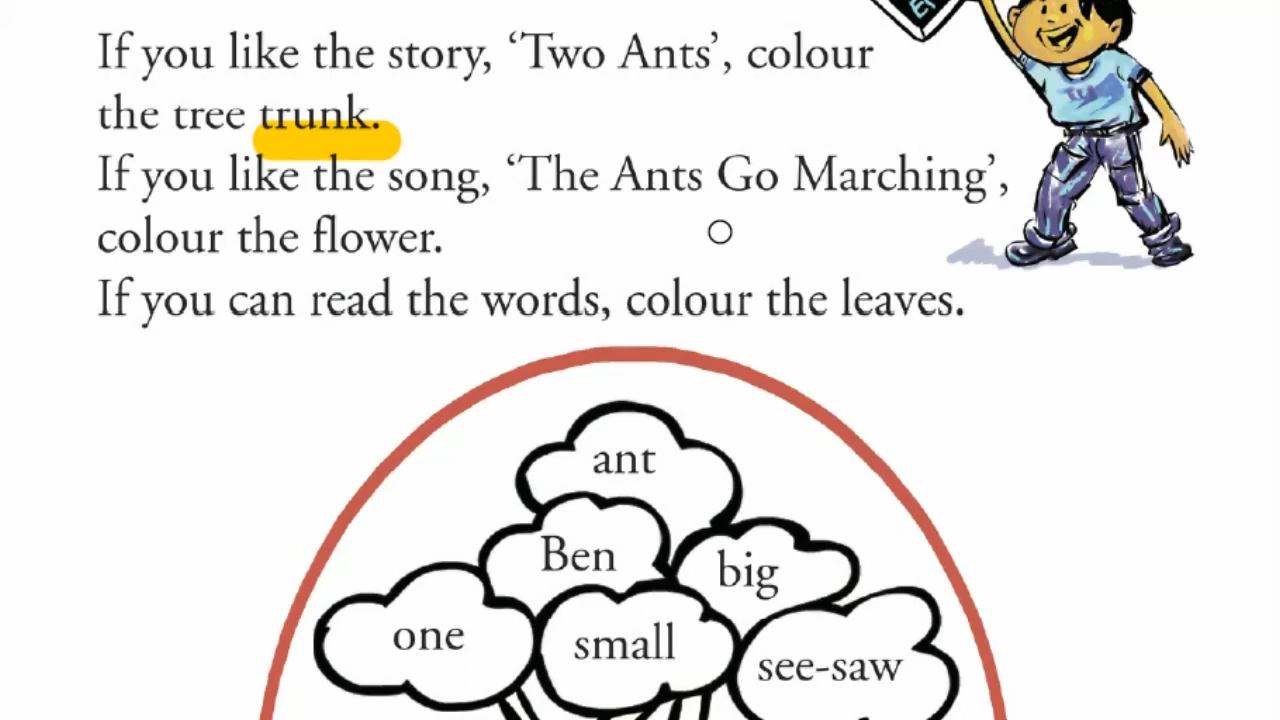 If you like the story, ‘Two Ants’, colour
the tree trunk.
If you like the song, ‘The Ants Go Marching’,
colour the flower.
If you can read the words, colour the leaves.
ant
Ben
big
one
small
see-saw